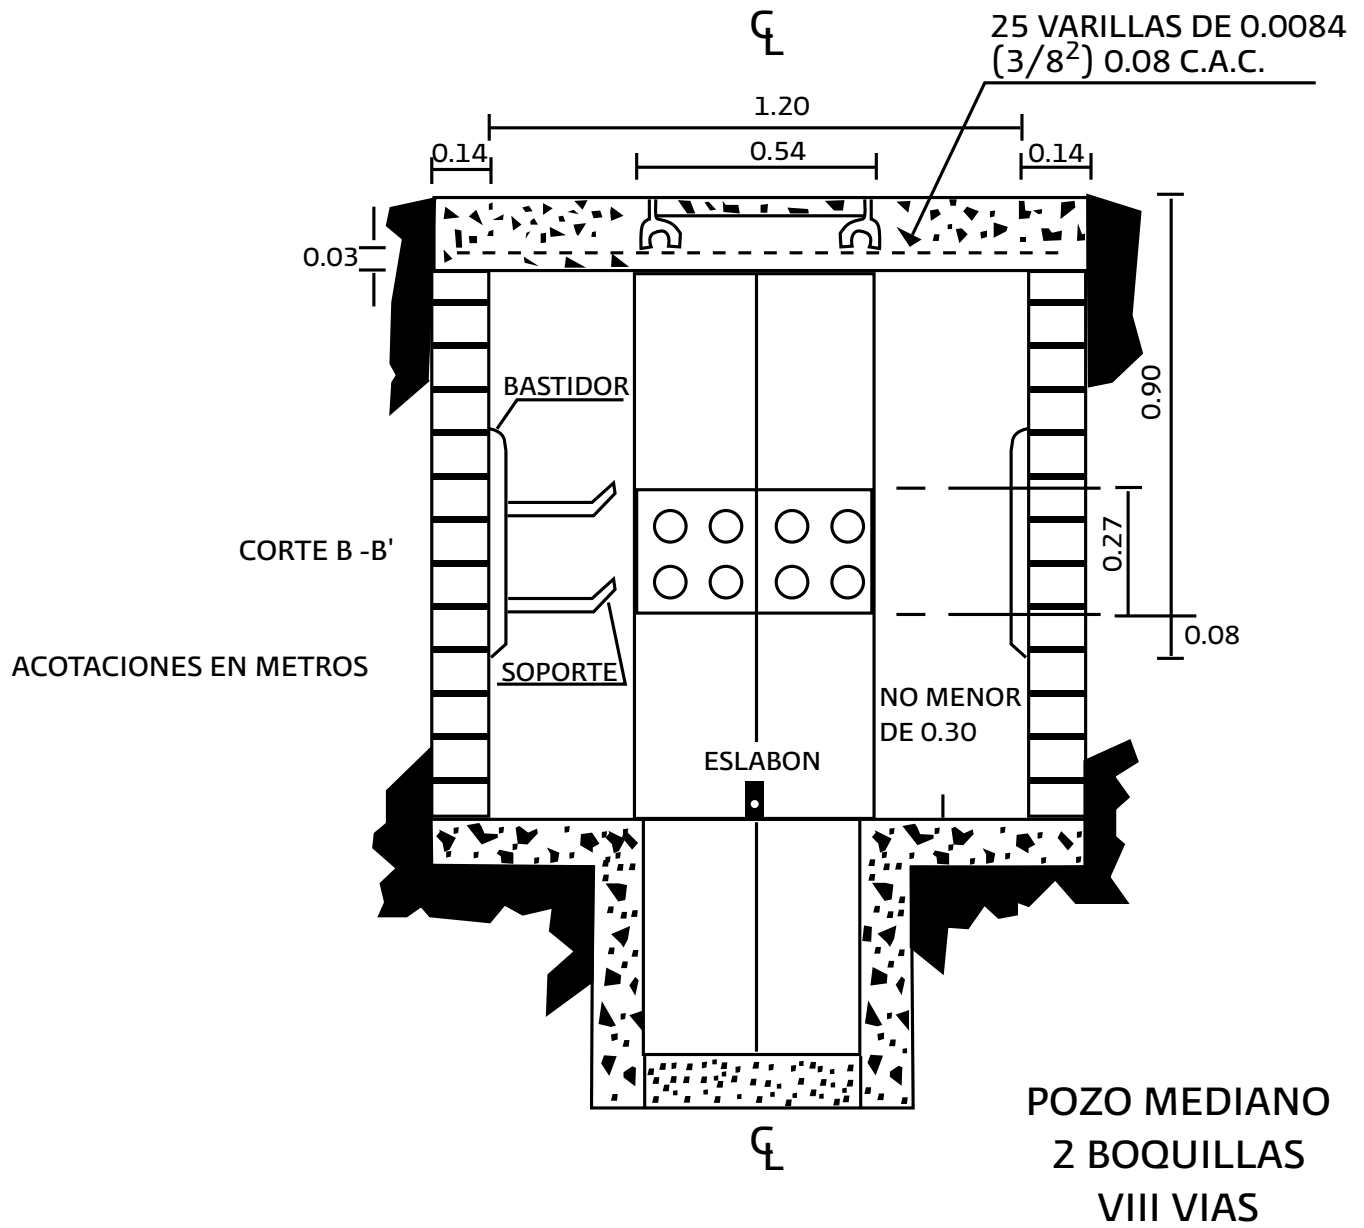 ℄
25 VARILLAS DE 0.0084
(3/8²) 0.08 C.A.C.
1.20
0.14
0.54
0.14
0.03
BASTIDOR
0.90
CORTE B -B'
0.27
0.08
ACOTACIONES EN METROS
SOPORTE
NO MENOR
DE 0.30
ESLABON
℄
POZO MEDIANO
2 BOQUILLAS
VIII VIAS